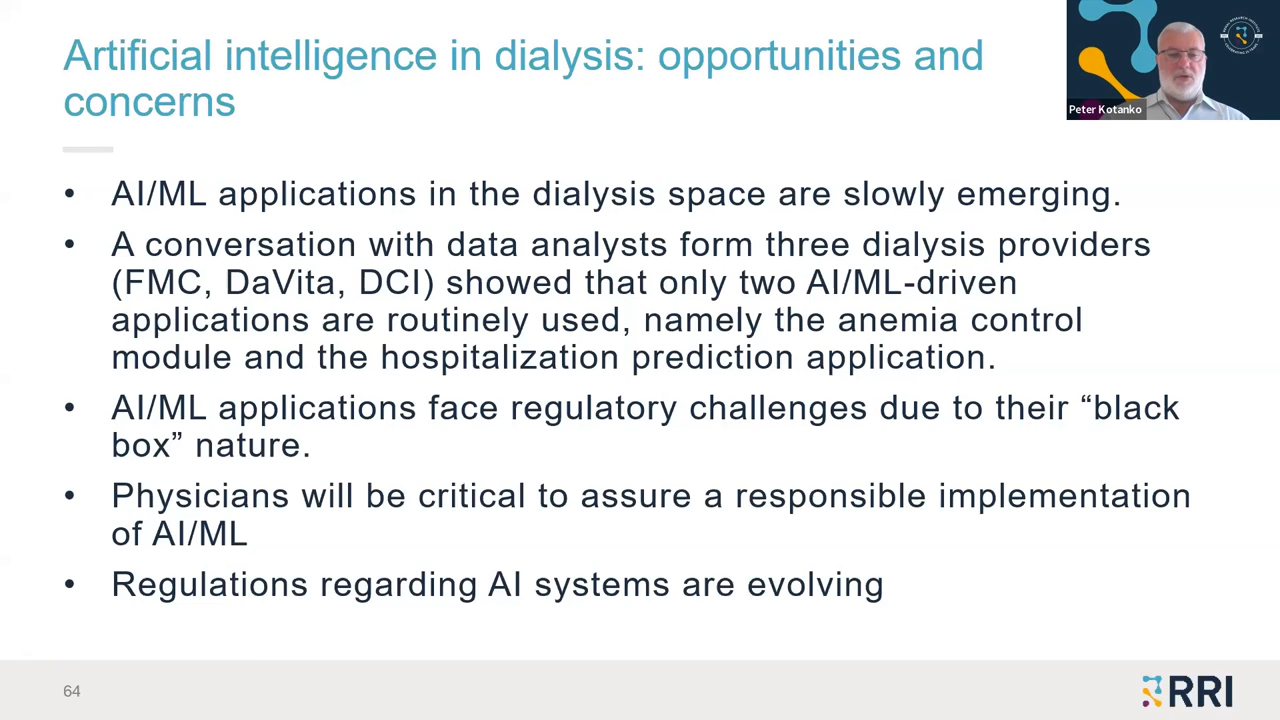 Artificial intelligence in dialysis: opportunities and
concerns
Peter Kotanko
• AI/ML applications in the dialysis space are slowly emerging.
• A conversation with data analysts form three dialysis providers
(FMC, DaVita, DCI) showed that only two AI/ML-driven
applications are routinely used, namely the anemia control
module and the hospitalization prediction application.
• AI/ML applications face regulatory challenges due to their “black
box” nature.
• Physicians will be critical to assure a responsible implementation
of AI/ML
• Regulations regarding AI systems are evolving
64
RRI